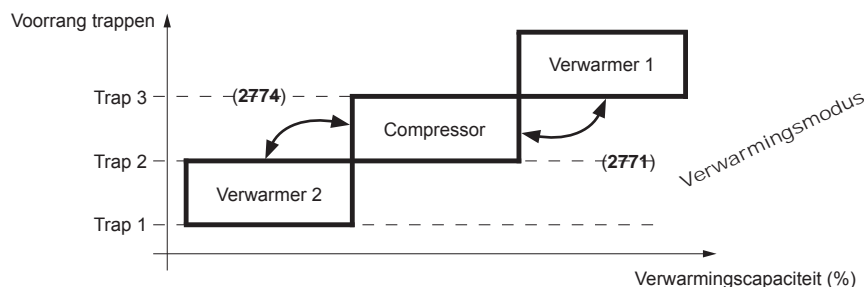 Voorrang trappen
Verwarmer 1
Trap 3
(2774)
Compressor
Verwarmingsmodus
Trap 2
(2771)
Verwarmer 2
Trap 1
Verwarmingscapaciteit (%)